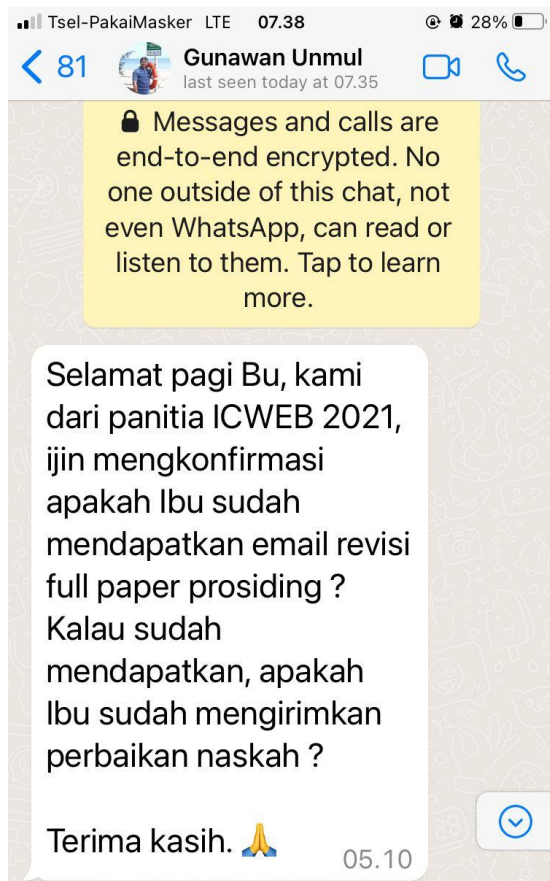 Tsel-PakaiMasker LTE 07.38 28%
81 Gunawan Unmul
last seen today at 07.35
Messages and calls are
end-to-end encrypted. No
one outside of this chat, not
even WhatsApp, can read or
listen to them. Tap to learn
more.
Selamat pagi Bu, kami
dari panitia ICWEB 2021,
ijin mengkonfirmasi
apakah Ibu sudah
mendapatkan email revisi
full paper prosiding ?
Kalau sudah
mendapatkan, apakah
Ibu sudah mengirimkan
perbaikan naskah ?
Terima kasih. 🙏
05.10